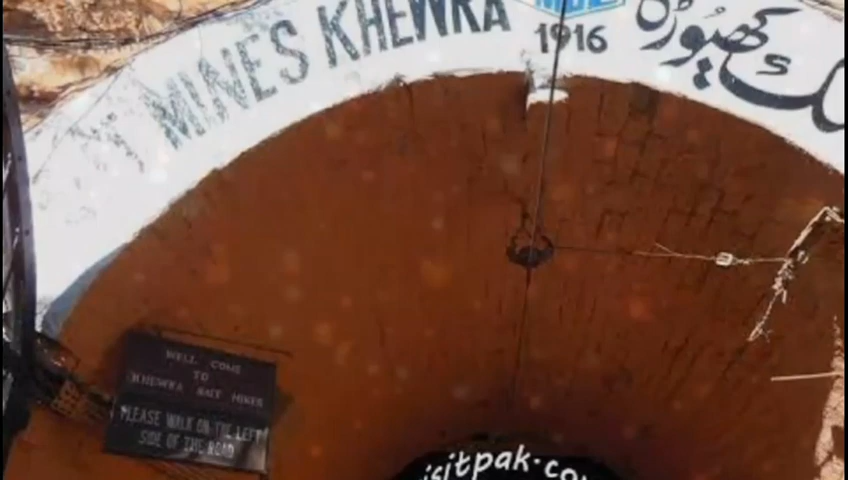 MINES KHEWRA
1916
کھیوڑہ
WELL COME
TO
KHEWRA SALT MINES
PLEASE WALK ON THE LEFT
SIDE OF THE ROAD
isitpak.co